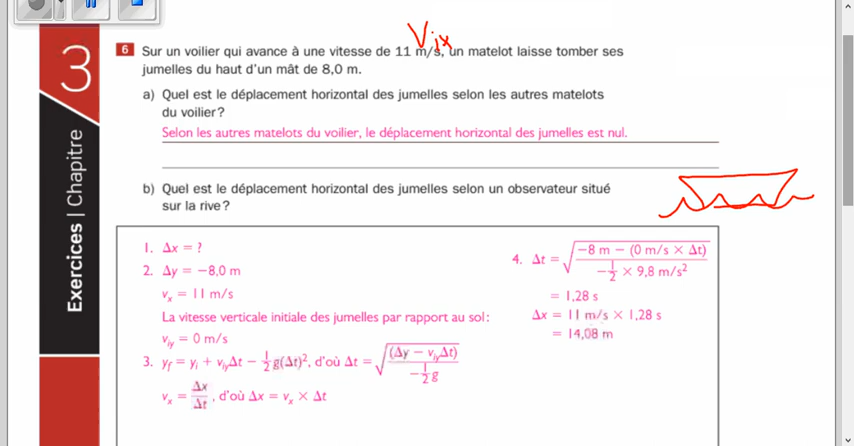 Exercices | Chapitre 3
V ix
6 Sur un voilier qui avance à une vitesse de 11 m/s, un matelot laisse tomber ses
jumelles du haut d'un mât de 8,0 m.
a) Quel est le déplacement horizontal des jumelles selon les autres matelots
du voilier?
Selon les autres matelots du voilier, le déplacement horizontal des jumelles est nul.
b) Quel est le déplacement horizontal des jumelles selon un observateur situé
sur la rive?
1. Δx = ?
2. Δy = −8,0 m
vₓ = 11 m/s
La vitesse verticale initiale des jumelles par rapport au sol:
v_iy = 0 m/s
3. y_f = y_i + v_iyΔt − ½g(Δt)², d'où Δt = √((Δy − v_iyΔt) / −½g)
vₓ = Δx/Δt, d'où Δx = vₓ × Δt
4. Δt = √(−8 m − (0 m/s × Δt) / −½ × 9,8 m/s²)
= 1,28 s
Δx = 11 m/s × 1,28 s
= 14,08 m